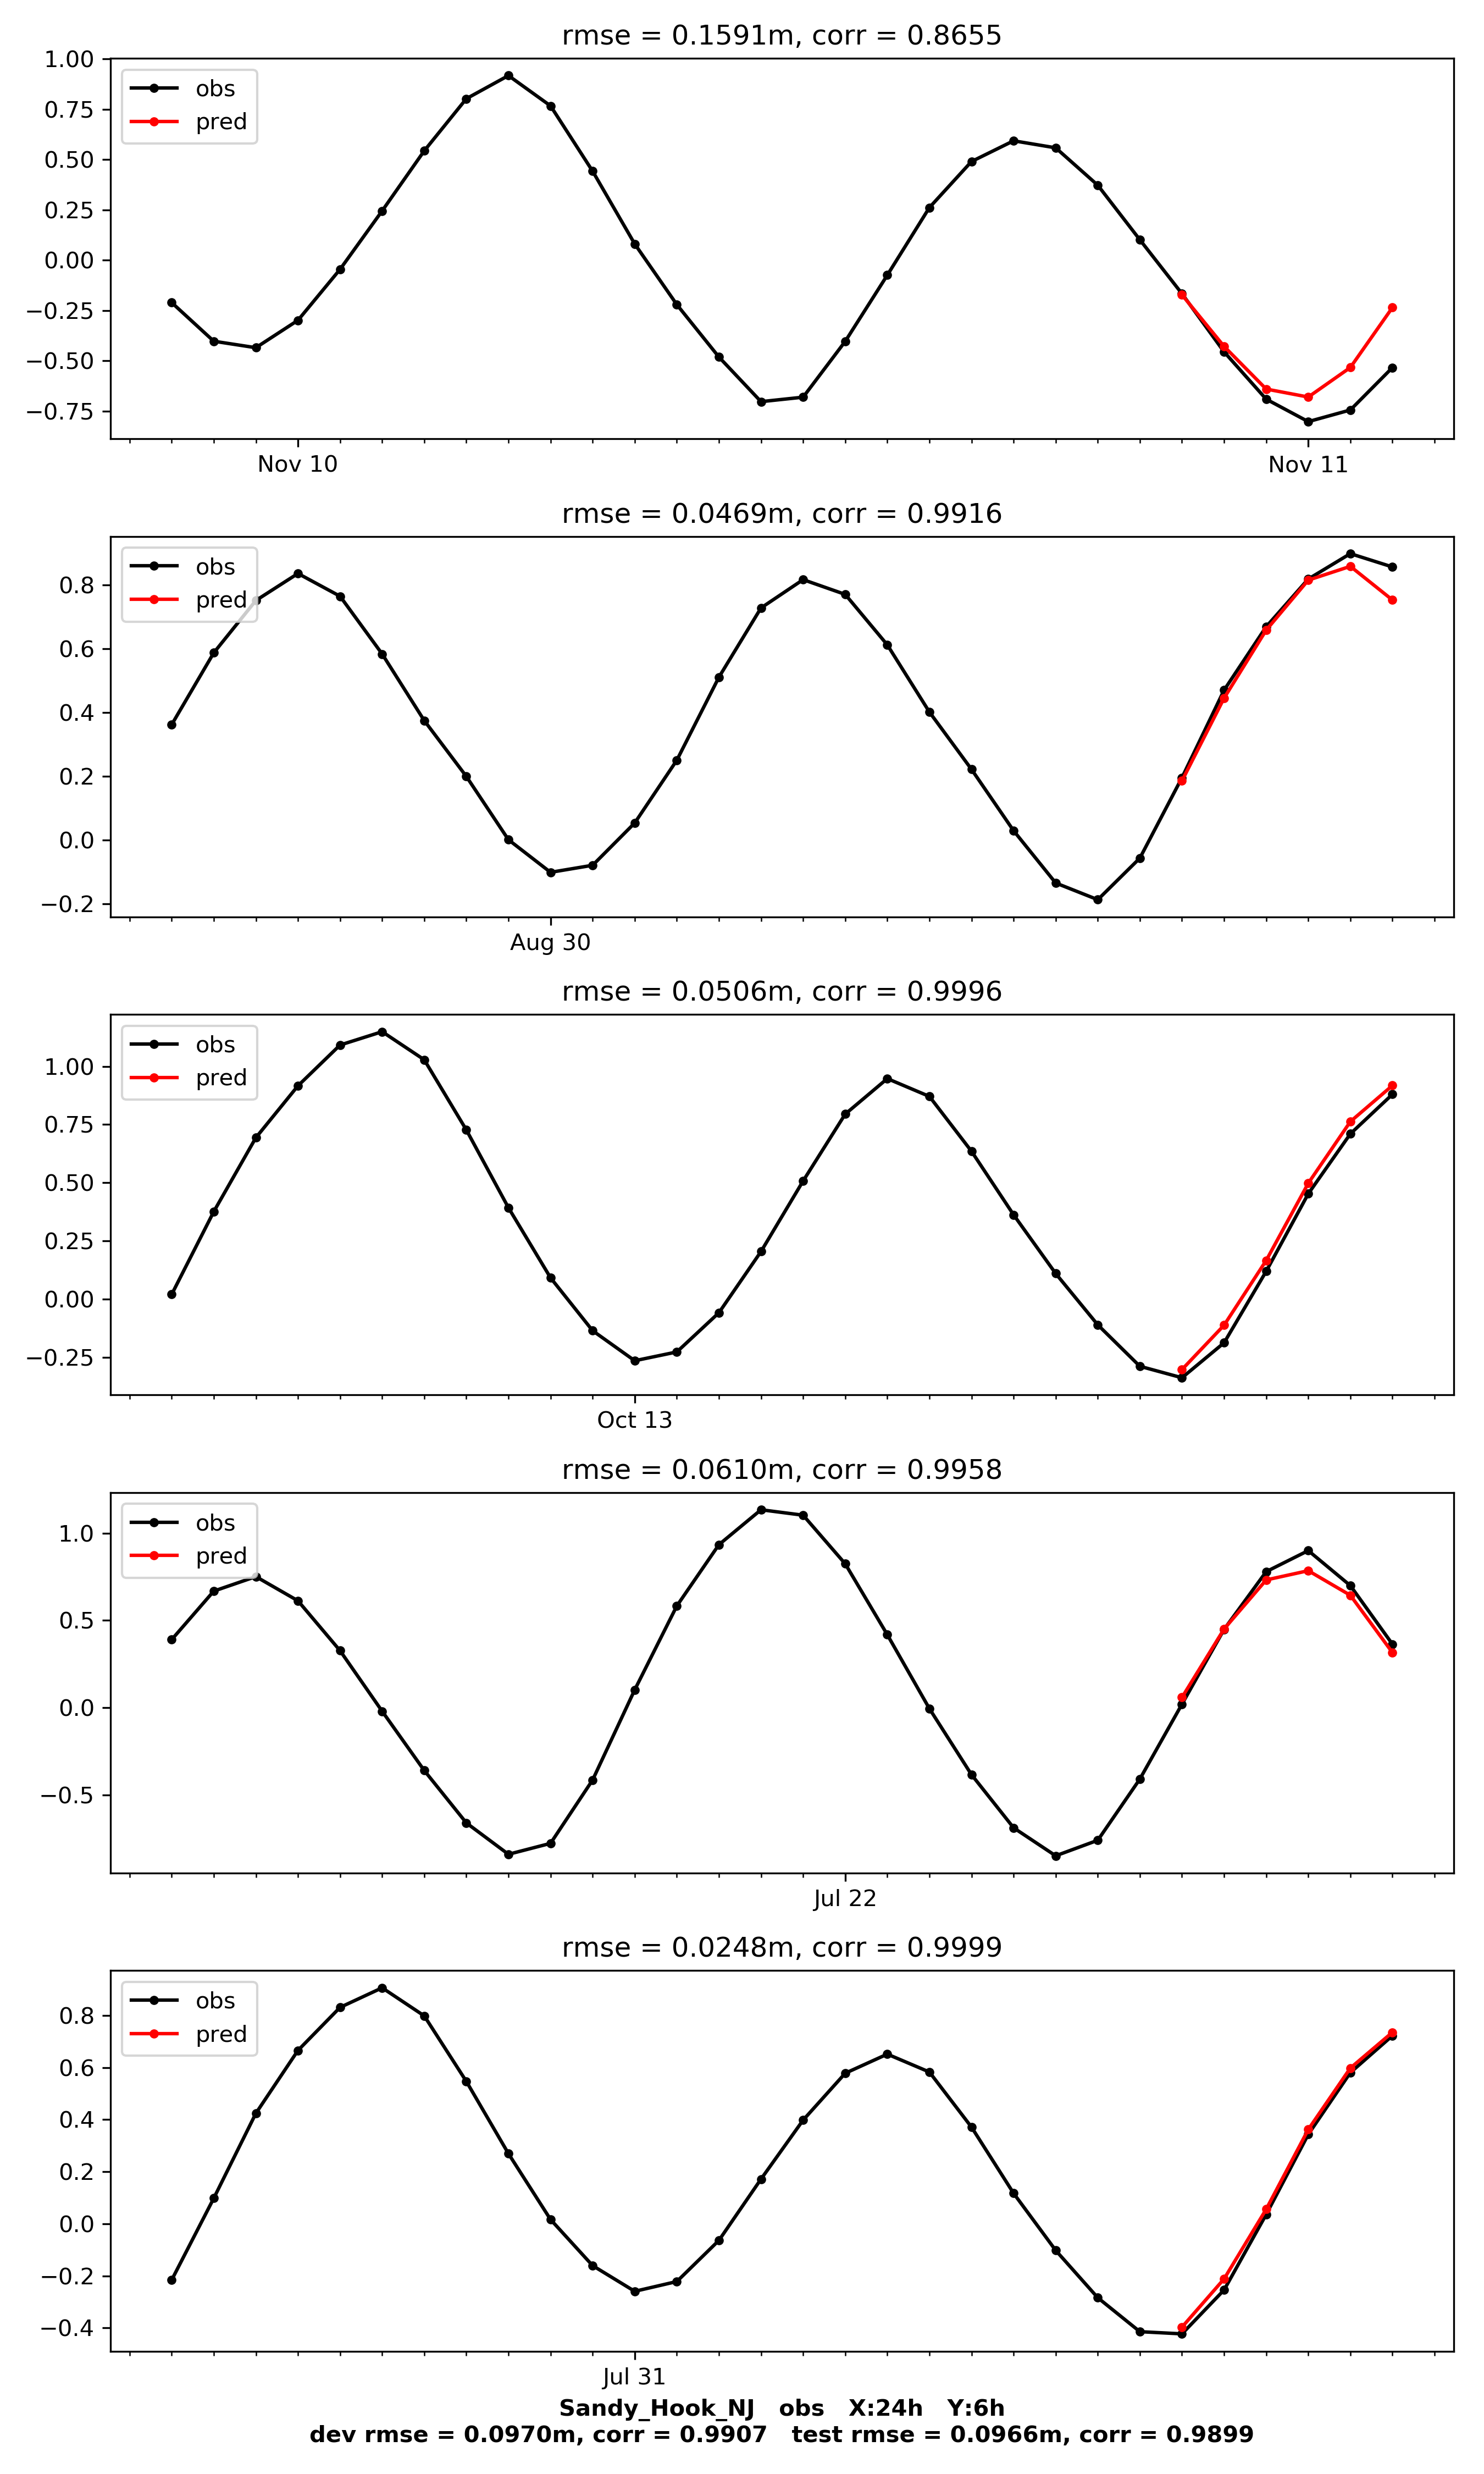 rmse = 0.1591m, corr = 0.8655
1.00
0.75
0.50
0.25
0.00
−0.25
−0.50
−0.75
obs
pred
Nov 10 Nov 11
rmse = 0.0469m, corr = 0.9916
0.8
0.6
0.4
0.2
0.0
−0.2
obs
pred
Aug 30
rmse = 0.0506m, corr = 0.9996
1.00
0.75
0.50
0.25
0.00
−0.25
obs
pred
Oct 13
rmse = 0.0610m, corr = 0.9958
1.0
0.5
0.0
−0.5
obs
pred
Jul 22
rmse = 0.0248m, corr = 0.9999
0.8
0.6
0.4
0.2
0.0
−0.2
−0.4
obs
pred
Jul 31
Sandy_Hook_NJ obs X:24h Y:6h
dev rmse = 0.0970m, corr = 0.9907 test rmse = 0.0966m, corr = 0.9899